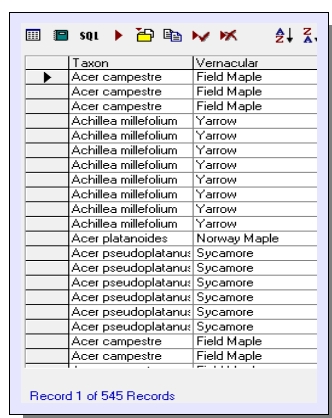 SQL A Z Z A
Taxon Vernacular
Acer campestre Field Maple
Acer campestre Field Maple
Acer campestre Field Maple
Achillea millefolium Yarrow
Achillea millefolium Yarrow
Achillea millefolium Yarrow
Achillea millefolium Yarrow
Achillea millefolium Yarrow
Achillea millefolium Yarrow
Achillea millefolium Yarrow
Achillea millefolium Yarrow
Acer platanoides Norway Maple
Acer pseudoplatanus Sycamore
Acer pseudoplatanus Sycamore
Acer pseudoplatanus Sycamore
Acer pseudoplatanus Sycamore
Acer pseudoplatanus Sycamore
Acer pseudoplatanus Sycamore
Acer campestre Field Maple
Acer campestre Field Maple
Record 1 of 545 Records